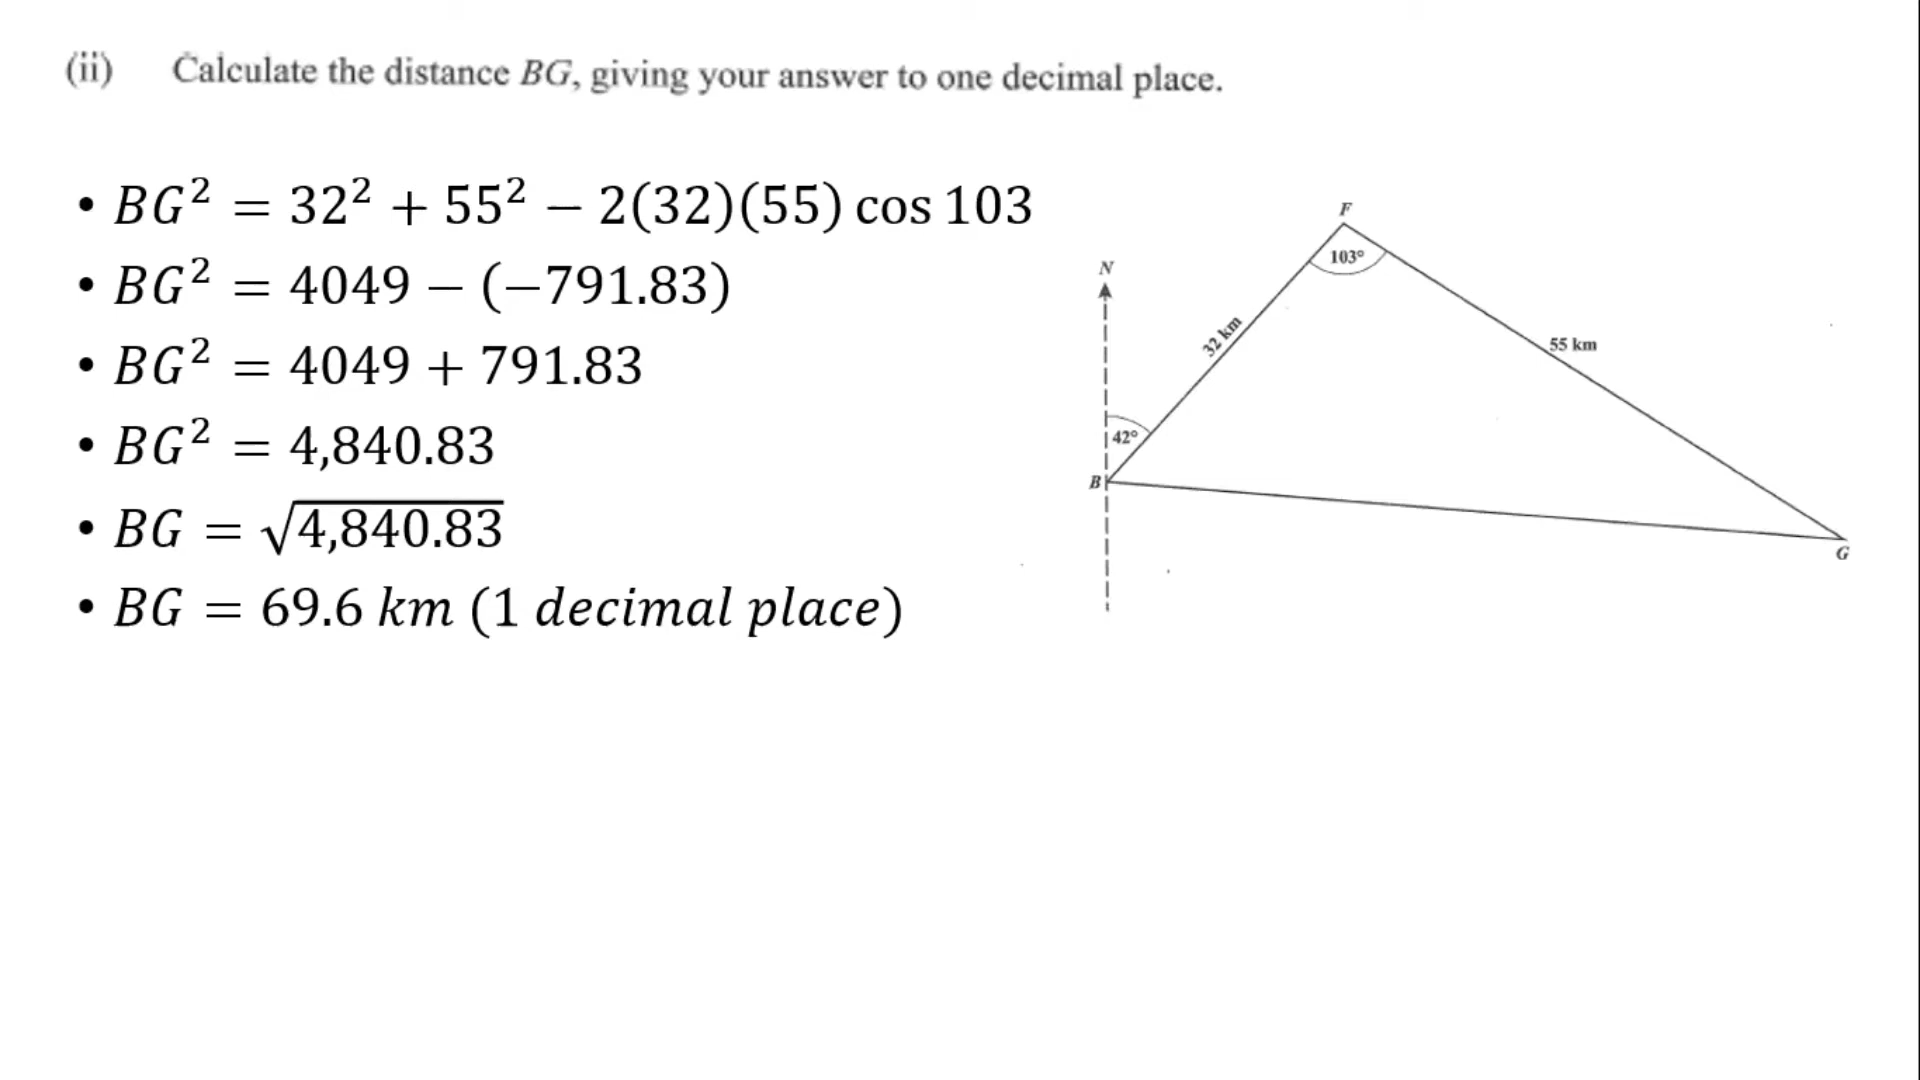 (ii) Calculate the distance BG, giving your answer to one decimal place.
• BG² = 32² + 55² − 2(32)(55) cos 103
• BG² = 4049 − (−791.83)
• BG² = 4049 + 791.83
• BG² = 4,840.83
• BG = √4,840.83
• BG = 69.6 km (1 decimal place)
F
103°
N
32 km
55 km
42°
B
G